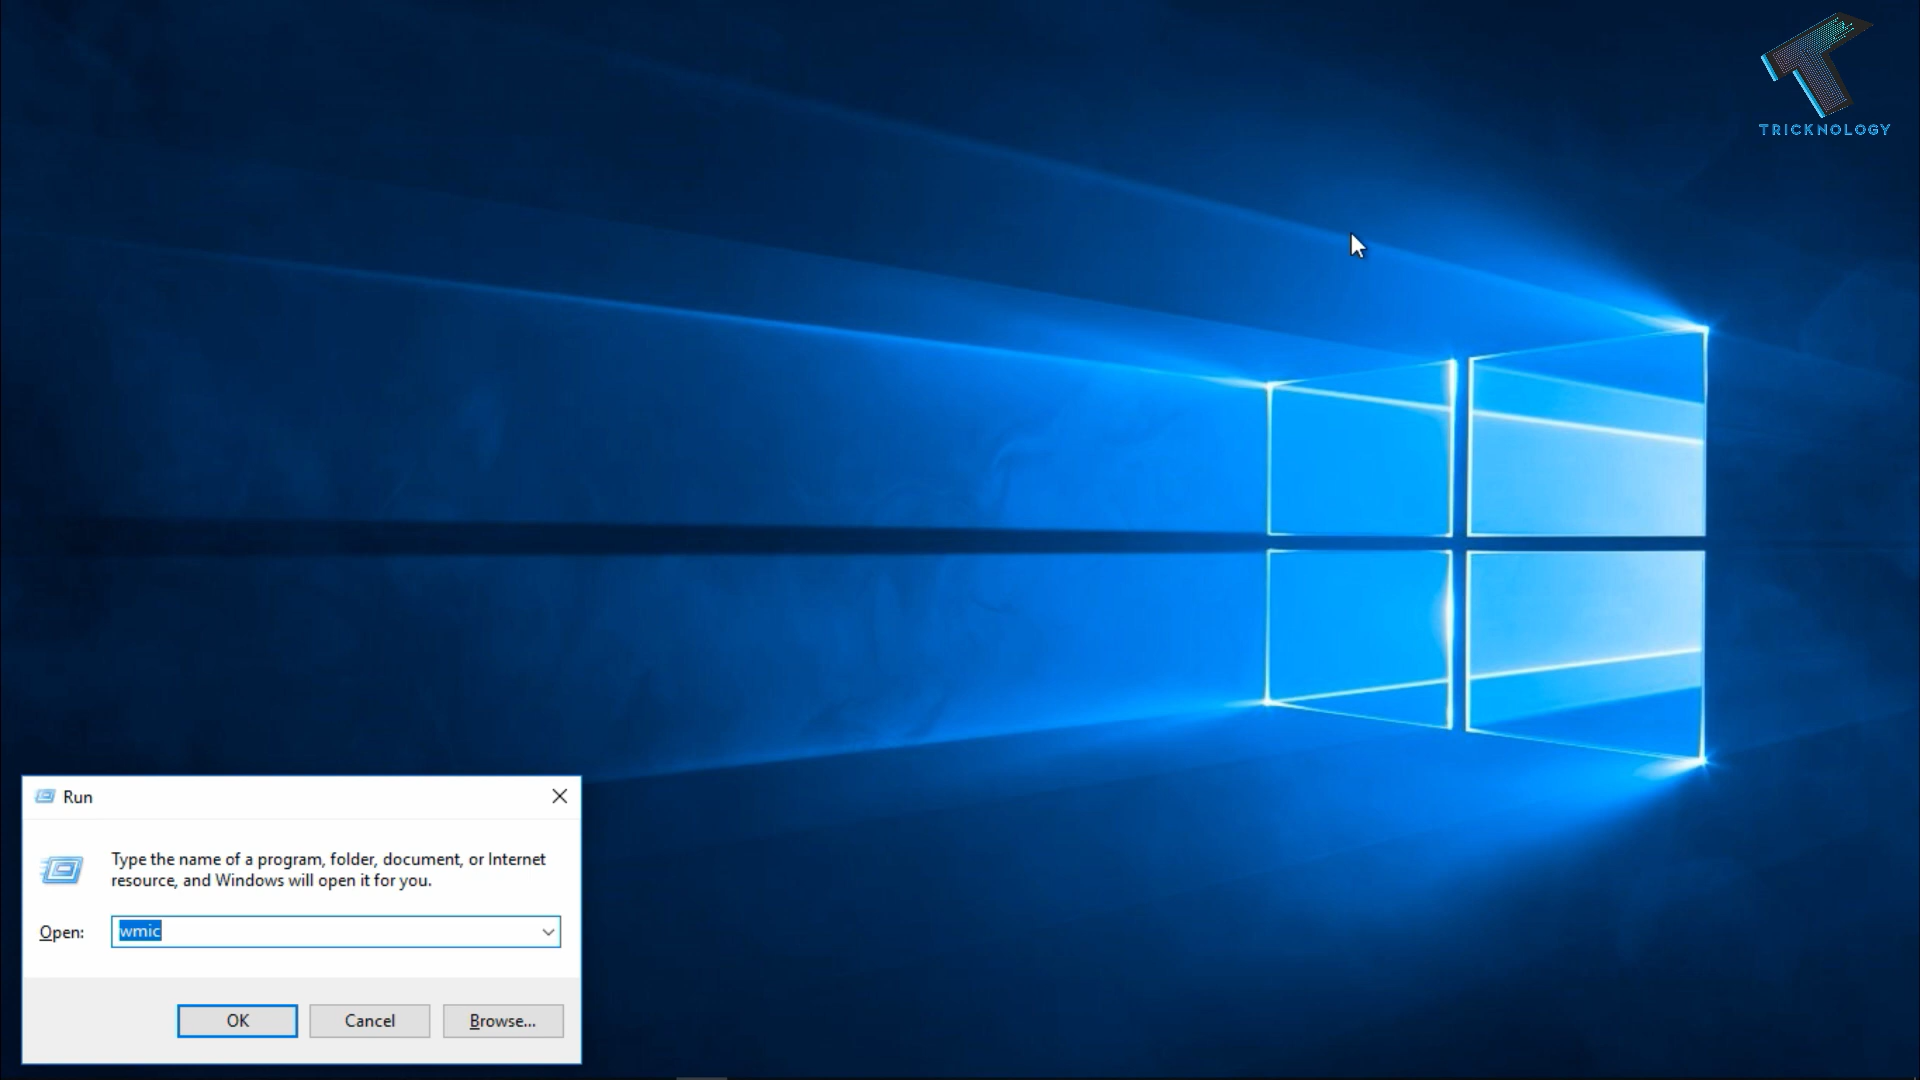 TRICKNOLOGY
Run
Type the name of a program, folder, document, or Internet
resource, and Windows will open it for you.
Open: wmic
OK Cancel Browse...